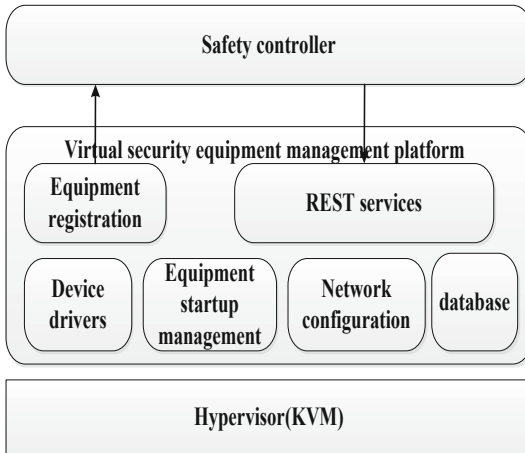 Safety controller
Virtual security equipment management platform
Equipment
registration
REST services
Device
drivers
Equipment
startup
management
Network
configuration
database
Hypervisor(KVM)